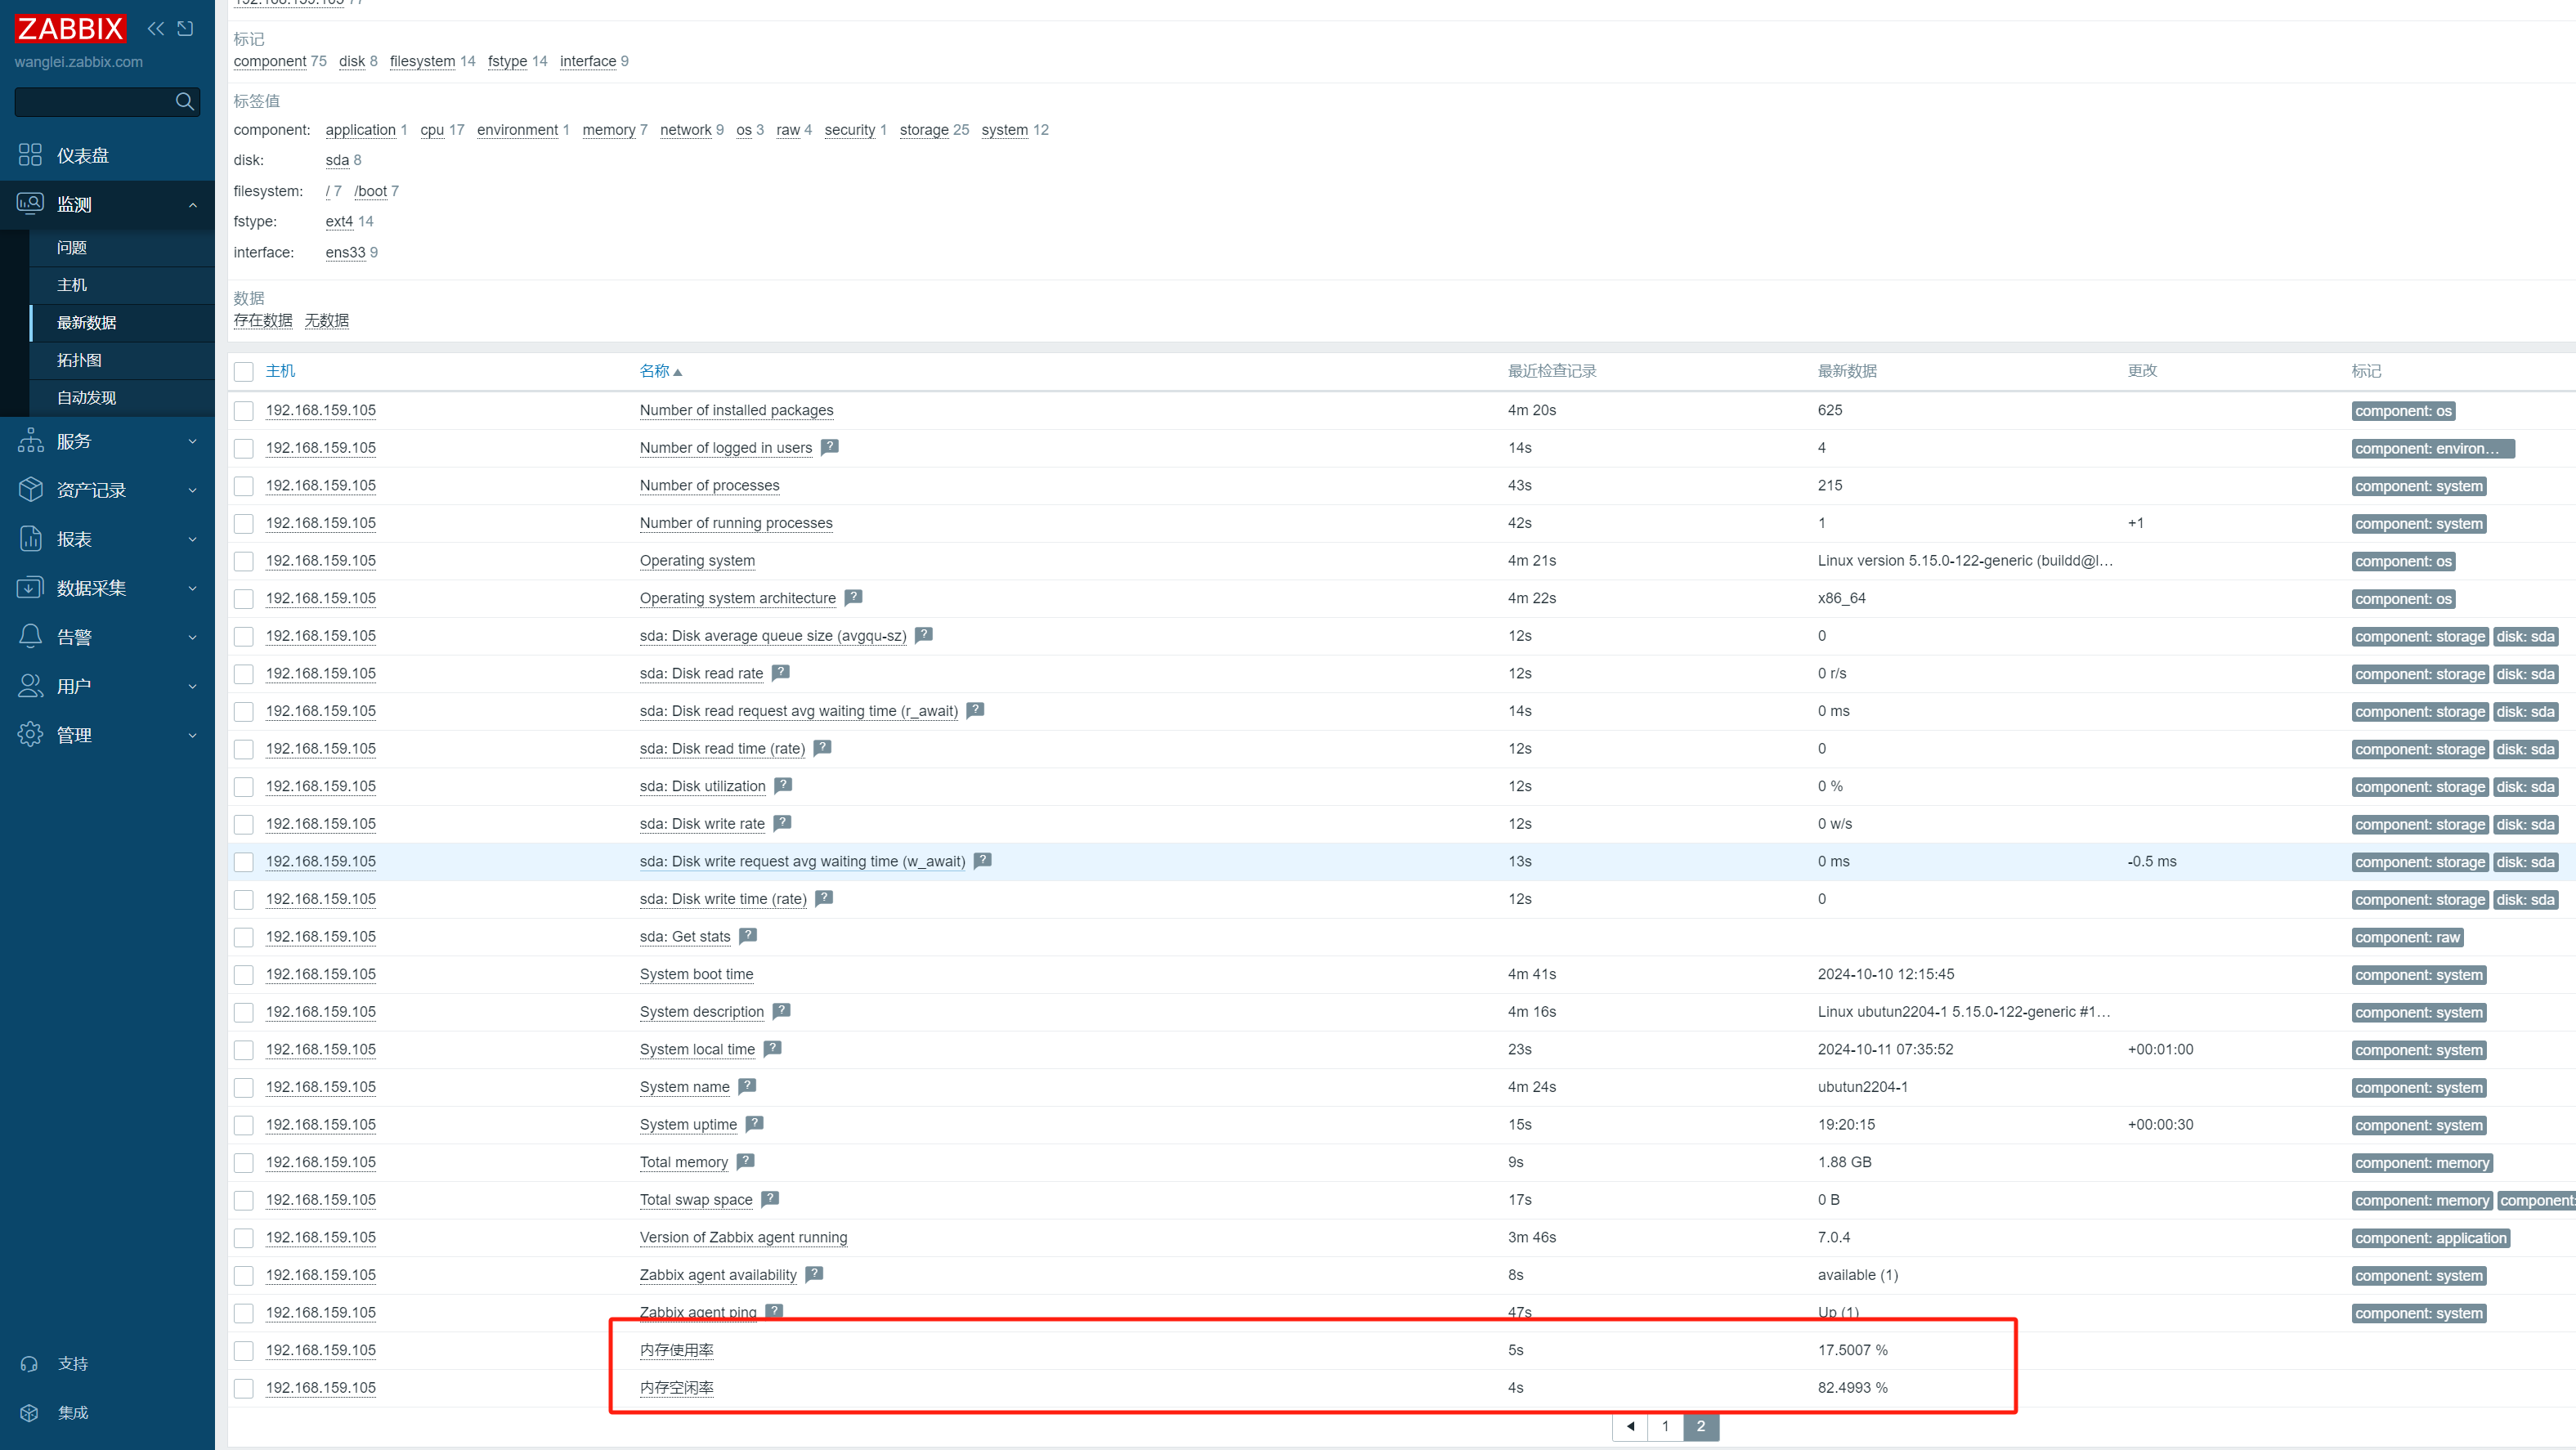 ZABBIX
wanglei.zabbix.com
仪表盘
监测
问题
主机
最新数据
拓扑图
自动发现
服务
资产记录
报表
数据采集
告警
用户
管理
支持
集成
192.168.159.105 77
标记
component 75 disk 8 filesystem 14 fstype 14 interface 9
标签值
component: application 1 cpu 17 environment 1 memory 7 network 9 os 3 raw 4 security 1 storage 25 system 12
disk: sda 8
filesystem: / 7 /boot 7
fstype: ext4 14
interface: ens33 9
数据
存在数据 无数据
主机 名称 最近检查记录 最新数据 更改 标记
192.168.159.105 Number of installed packages 4m 20s 625 component: os
192.168.159.105 Number of logged in users ? 14s 4 component: environ...
192.168.159.105 Number of processes 43s 215 component: system
192.168.159.105 Number of running processes 42s 1 +1 component: system
192.168.159.105 Operating system 4m 21s Linux version 5.15.0-122-generic (buildd@l... component: os
192.168.159.105 Operating system architecture ? 4m 22s x86_64 component: os
192.168.159.105 sda: Disk average queue size (avgqu-sz) ? 12s 0 component: storage disk: sda
192.168.159.105 sda: Disk read rate ? 12s 0 r/s component: storage disk: sda
192.168.159.105 sda: Disk read request avg waiting time (r_await) ? 14s 0 ms component: storage disk: sda
192.168.159.105 sda: Disk read time (rate) ? 12s 0 component: storage disk: sda
192.168.159.105 sda: Disk utilization ? 12s 0 % component: storage disk: sda
192.168.159.105 sda: Disk write rate ? 12s 0 w/s component: storage disk: sda
192.168.159.105 sda: Disk write request avg waiting time (w_await) ? 13s 0 ms -0.5 ms component: storage disk: sda
192.168.159.105 sda: Disk write time (rate) ? 12s 0 component: storage disk: sda
192.168.159.105 sda: Get stats ? component: raw
192.168.159.105 System boot time 4m 41s 2024-10-10 12:15:45 component: system
192.168.159.105 System description ? 4m 16s Linux ubutun2204-1 5.15.0-122-generic #1... component: system
192.168.159.105 System local time ? 23s 2024-10-11 07:35:52 +00:01:00 component: system
192.168.159.105 System name ? 4m 24s ubutun2204-1 component: system
192.168.159.105 System uptime ? 15s 19:20:15 +00:00:30 component: system
192.168.159.105 Total memory ? 9s 1.88 GB component: memory
192.168.159.105 Total swap space ? 17s 0 B component: memory component:
192.168.159.105 Version of Zabbix agent running 3m 46s 7.0.4 component: application
192.168.159.105 Zabbix agent availability ? 8s available (1) component: system
192.168.159.105 Zabbix agent ping ? 47s Up (1) component: system
192.168.159.105 内存使用率 5s 17.5007 %
192.168.159.105 内存空闲率 4s 82.4993 %
1 2